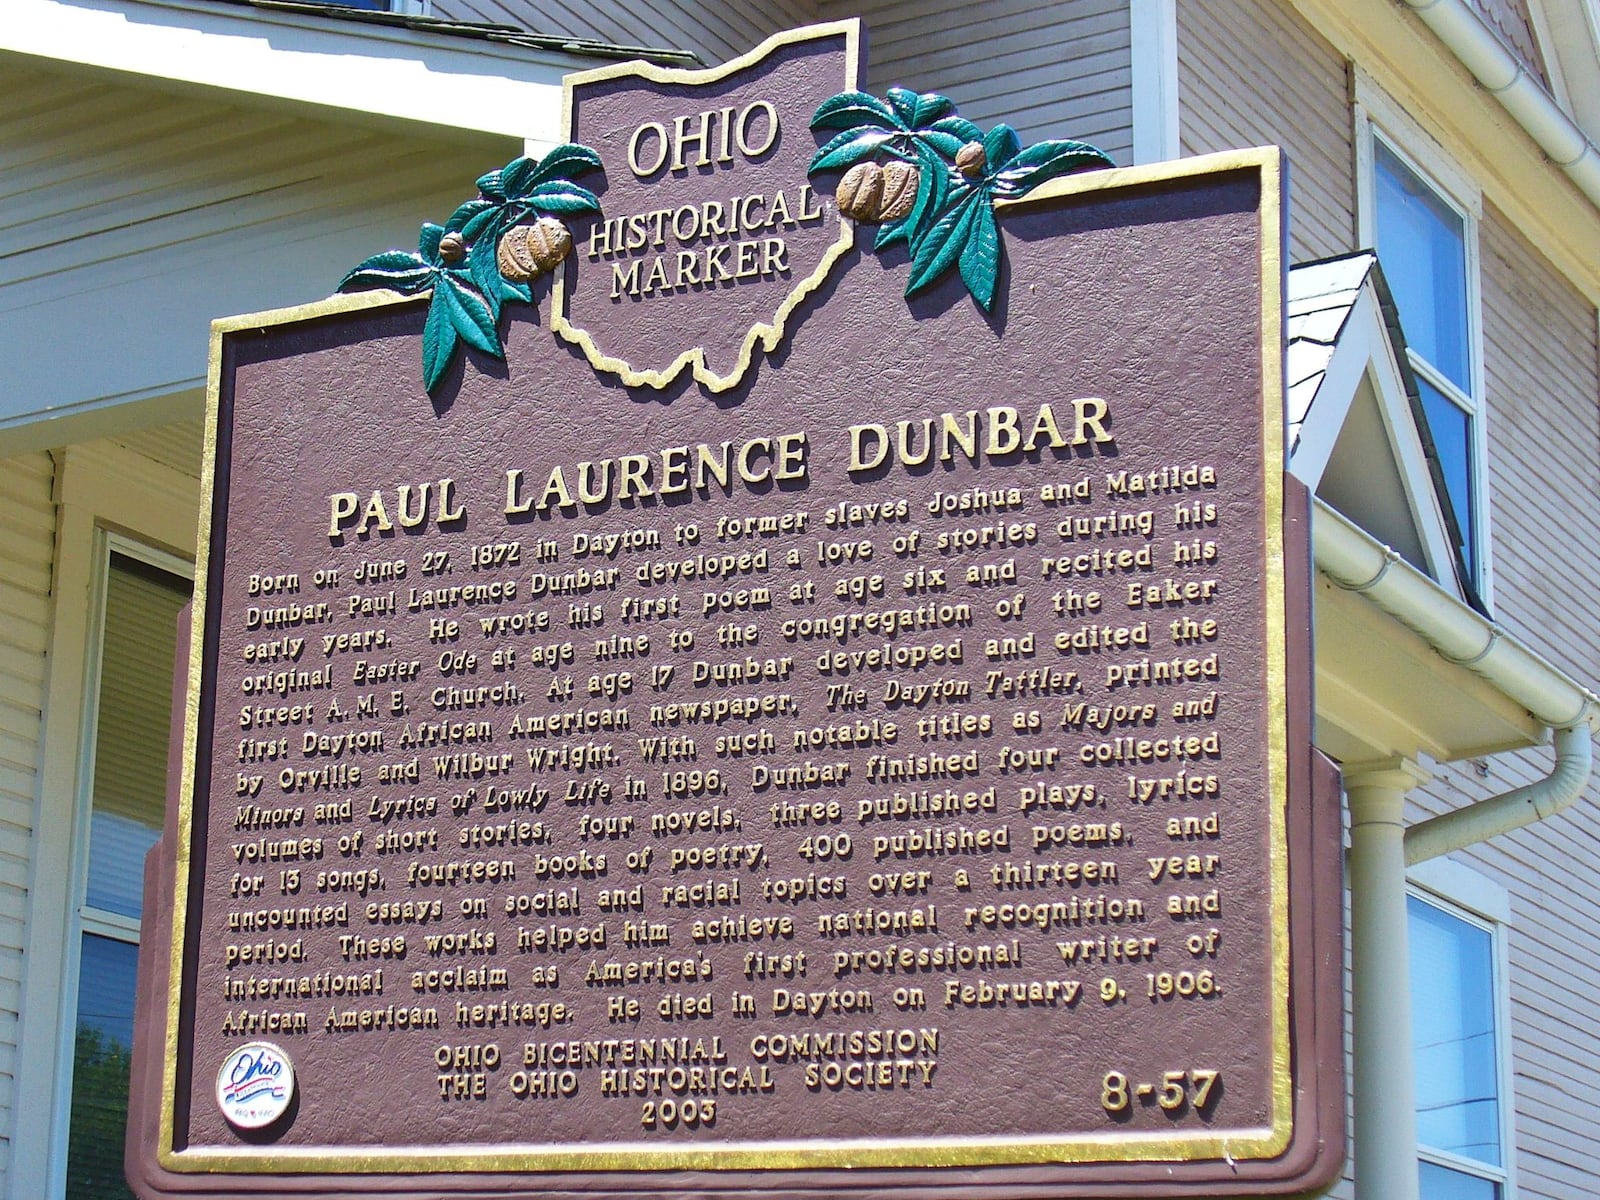 OHIO
HISTORICAL
MARKER
PAUL LAURENCE DUNBAR
Born on June 27, 1872 in Dayton to former slaves Joshua and Matilda
Dunbar, Paul Laurence Dunbar developed a love of stories during his
early years. He wrote his first poem at age six and recited his
original Easter Ode at age nine to the congregation of the Eaker
Street A. M. E. Church. At age 17 Dunbar developed and edited the
first Dayton African American newspaper, The Dayton Tattler, printed
by Orville and Wilbur Wright. With such notable titles as Majors and
Minors and Lyrics of Lowly Life in 1896, Dunbar finished four collected
volumes of short stories, four novels, three published plays, lyrics
for 13 songs, fourteen books of poetry, 400 published poems, and
uncounted essays on social and racial topics over a thirteen year
period. These works helped him achieve national recognition and
international acclaim as America's first professional writer of
African American heritage. He died in Dayton on February 9, 1906.
OHIO BICENTENNIAL COMMISSION
THE OHIO HISTORICAL SOCIETY
2003
8-57
Ohio